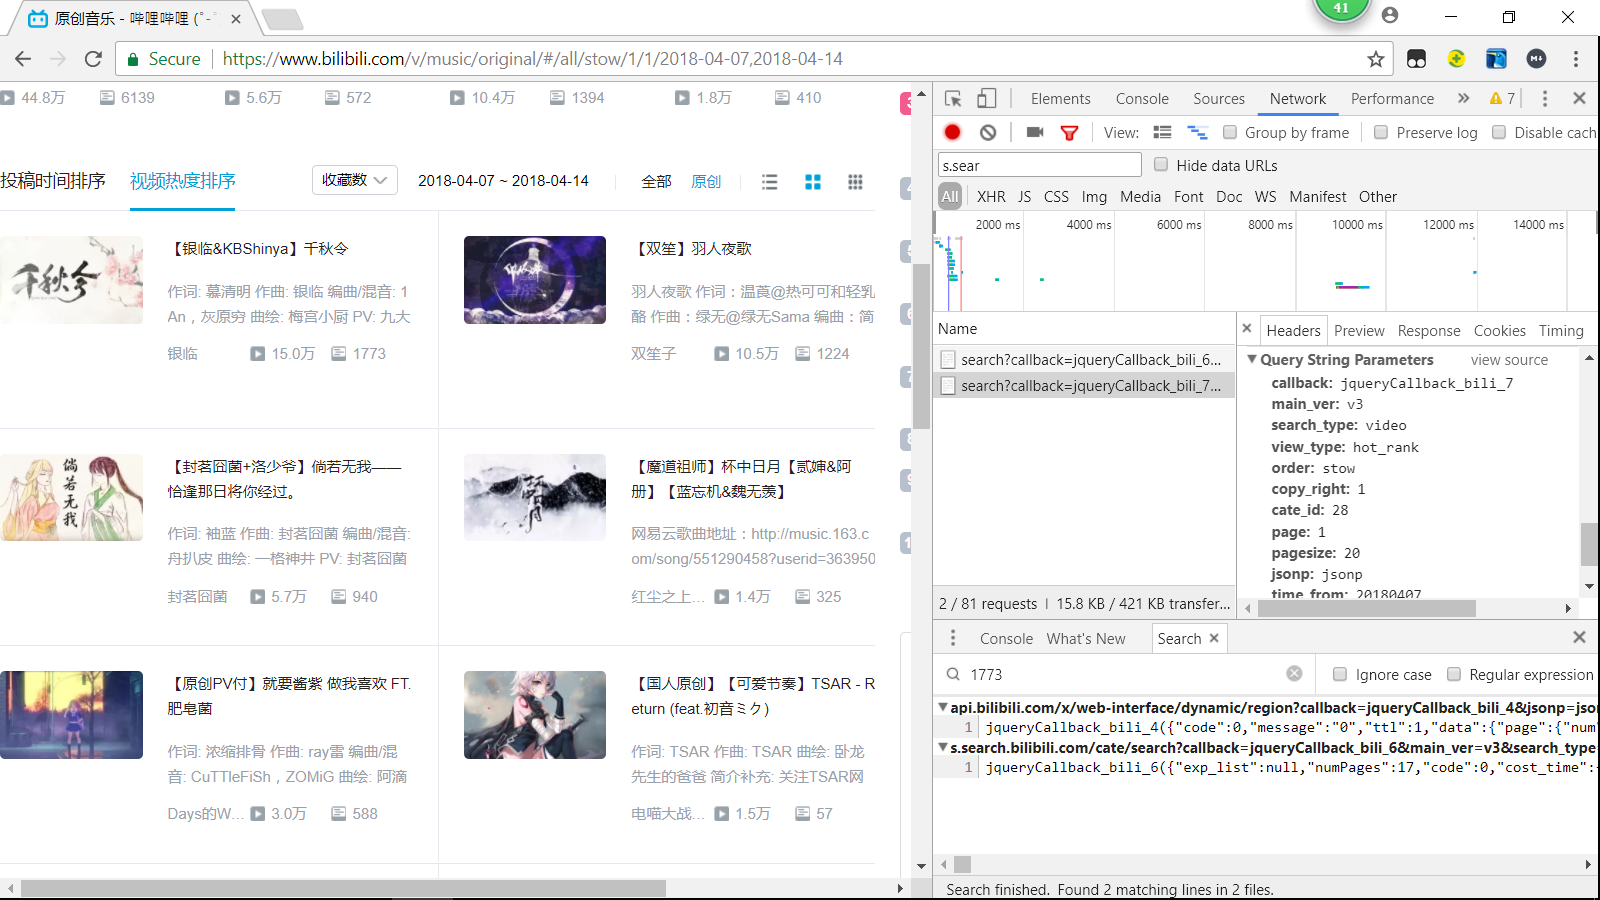 原创音乐 - 哔哩哔哩 (゜-゜
41
Secure
https://www.bilibili.com/v/music/original/#/all/stow/1/1/2018-04-07,2018-04-14
44.8万 6139 5.6万 572 10.4万 1394 1.8万 410
投稿时间排序 视频热度排序 收藏数 2018-04-07 ~ 2018-04-14 全部 原创
【银临&KBShinya】千秋令
作词: 慕清明 作曲: 银临 编曲/混音: 1
An，灰原穷 曲绘: 梅宫小厨 PV: 九大
银临 15.0万 1773
千秋令
【双笙】羽人夜歌
羽人夜歌 作词：温莨@热可可和轻乳
酪 作曲：绿无@绿无Sama 编曲：简
双笙子 10.5万 1224
【封茗囧菌+洛少爷】倘若无我——
恰逢那日将你经过。
作词: 袖蓝 作曲: 封茗囧菌 编曲/混音:
舟扒皮 曲绘: 一格神井 PV: 封茗囧菌
封茗囧菌 5.7万 940
倘若无我
【魔道祖师】杯中日月【贰婶&阿
册】【蓝忘机&魏无羡】
网易云歌曲地址：http://music.163.c
om/song/551290458?userid=363950
红尘之上... 1.4万 325
【原创PV付】就要酱紫 做我喜欢 FT.
肥皂菌
作词: 浓缩排骨 作曲: ray雷 编曲/混
音: CuTTleFiSh，ZOMiG 曲绘: 阿滴
Days的W... 3.0万 588
【国人原创】【可爱节奏】TSAR - R
eturn (feat.初音ミク)
作词: TSAR 作曲: TSAR 曲绘: 卧龙
先生的爸爸 简介补充: 关注TSAR网
电喵大战... 1.5万 57
Elements Console Sources Network Performance » 7
View: Group by frame Preserve log Disable cach
s.sear Hide data URLs
All XHR JS CSS Img Media Font Doc WS Manifest Other
2000 ms 4000 ms 6000 ms 8000 ms 10000 ms 12000 ms 14000 ms
Name
search?callback=jqueryCallback_bili_6...
search?callback=jqueryCallback_bili_7...
2 / 81 requests | 15.8 KB / 421 KB transfer...
Headers Preview Response Cookies Timing
Query String Parameters view source
callback: jqueryCallback_bili_7
main_ver: v3
search_type: video
view_type: hot_rank
order: stow
copy_right: 1
cate_id: 28
page: 1
pagesize: 20
jsonp: jsonp
time_from: 20180407
Console What's New Search
1773 Ignore case Regular expression
api.bilibili.com/x/web-interface/dynamic/region?callback=jqueryCallback_bili_4&jsonp=json
1 jqueryCallback_bili_4({"code":0,"message":"0","ttl":1,"data":{"page":{"num"
s.search.bilibili.com/cate/search?callback=jqueryCallback_bili_6&main_ver=v3&search_type=
1 jqueryCallback_bili_6({"exp_list":null,"numPages":17,"code":0,"cost_time":
Search finished. Found 2 matching lines in 2 files.